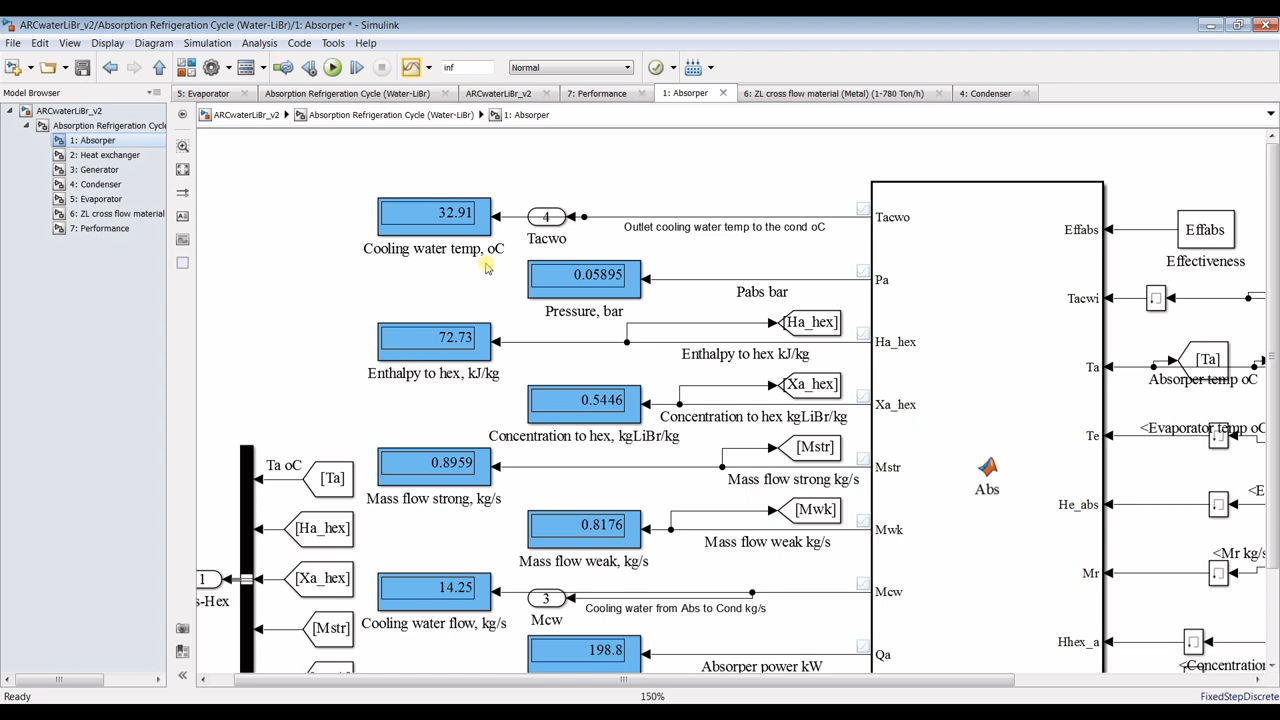 ARCwaterLiBr_v2/Absorption Refrigeration Cycle (Water-LiBr)/1: Absorper * - Simulink
File Edit View Display Diagram Simulation Analysis Code Tools Help
inf
Normal
Model Browser
5: Evaporator
Absorption Refrigeration Cycle (Water-LiBr)
ARCwaterLiBr_v2
7: Performance
1: Absorper
6: ZL cross flow material (Metal) (1-780 Ton/h)
4: Condenser
ARCwaterLiBr_v2
Absorption Refrigeration Cycle
1: Absorper
2: Heat exchanger
3: Generator
4: Condenser
5: Evaporator
6: ZL cross flow material
7: Performance
ARCwaterLiBr_v2
Absorption Refrigeration Cycle (Water-LiBr)
1: Absorper
32.91
Cooling water temp, oC
4
Tacwo
Outlet cooling water temp to the cond oC
Tacwo
0.05895
Pressure, bar
Pabs bar
Pa
72.73
Enthalpy to hex, kJ/kg
[Ha_hex]
Enthalpy to hex kJ/kg
Ha_hex
0.5446
Concentration to hex, kgLiBr/kg
[Xa_hex]
Concentration to hex kgLiBr/kg
Xa_hex
0.8959
Mass flow strong, kg/s
[Mstr]
Mass flow strong kg/s
Mstr
0.8176
Mass flow weak, kg/s
[Mwk]
Mass flow weak kg/s
Mwk
14.25
Cooling water flow, kg/s
3
Mcw
Cooling water from Abs to Cond kg/s
Mcw
198.8
Absorper power kW
Qa
Ta oC
[Ta]
[Ha_hex]
[Xa_hex]
[Mstr]
1
s-Hex
Abs
Effabs
Effabs
Effectiveness
Tacwi
Ta
[Ta]
Absorper temp oC
Te
<Evaporator temp oC
He_abs
<E
Mr
<Mr kg/s
Hhex_a
<Concentration
Ready
150%
FixedStepDiscrete